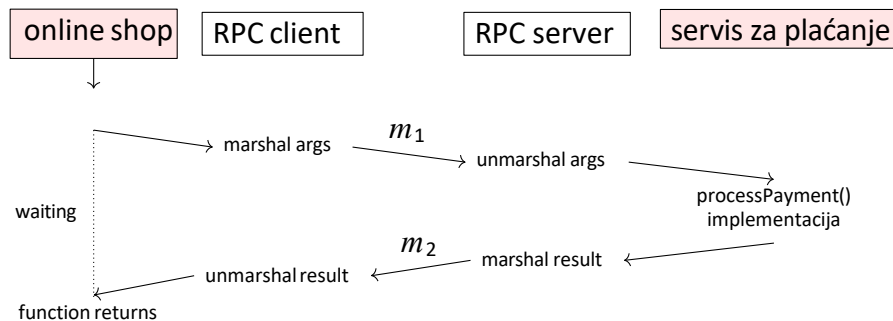 online shop
RPC client
RPC server
servis za plaćanje
m1
marshal args
unmarshal args
processPayment()
implementacija
waiting
m2
marshal result
unmarshal result
function returns